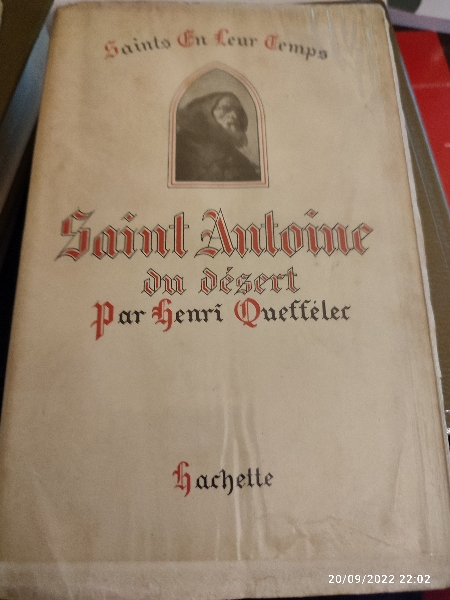 Saints En Leur Temps
Saint Antoine
du désert
Par Henri Queffélec
Hachette
20/09/2022 22:02